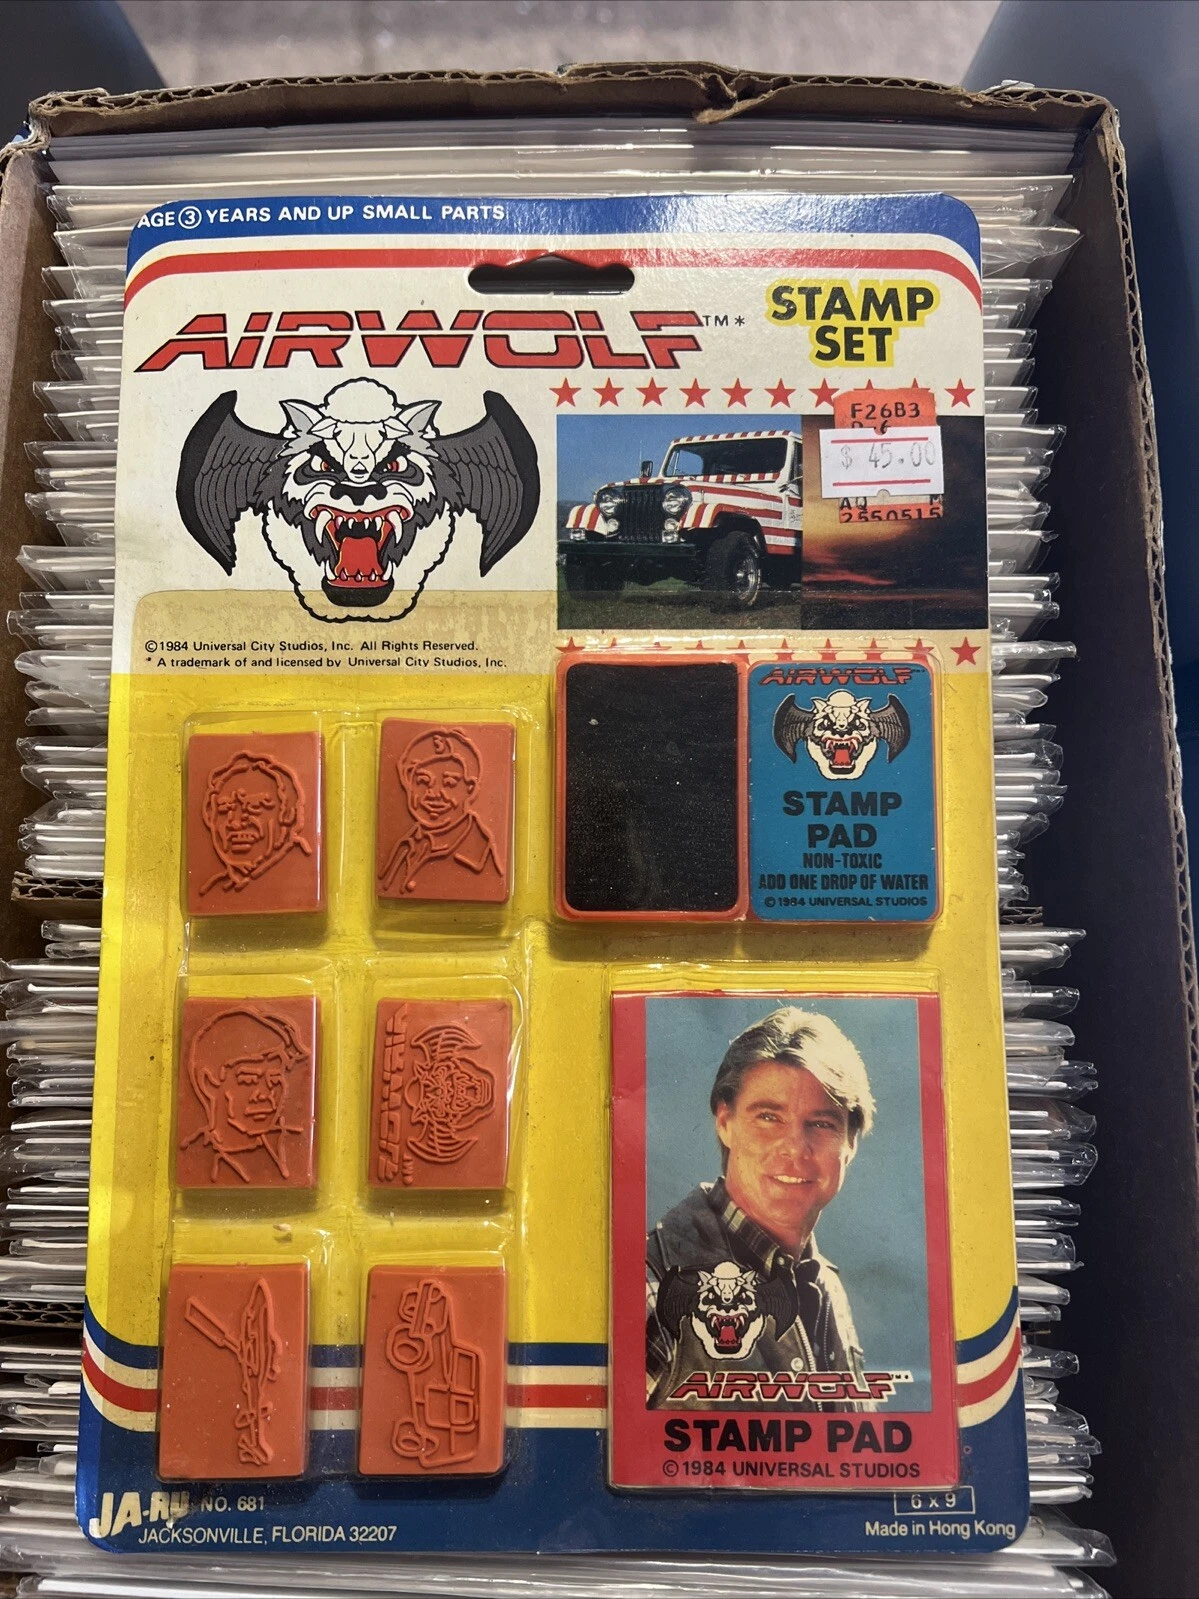 AGE 3 YEARS AND UP SMALL PARTS
AIRWOLF™*
STAMP
SET
F26B3
$ 45.00
AQ M
2550515
©1984 Universal City Studios, Inc. All Rights Reserved.
* A trademark of and licensed by Universal City Studios, Inc.
AIRWOLF
STAMP
PAD
NON-TOXIC
ADD ONE DROP OF WATER
©1984 UNIVERSAL STUDIOS
AIRWOLF
AIRWOLF
STAMP PAD
©1984 UNIVERSAL STUDIOS
JA-RU NO. 681
JACKSONVILLE, FLORIDA 32207
6 x 9
Made in Hong Kong